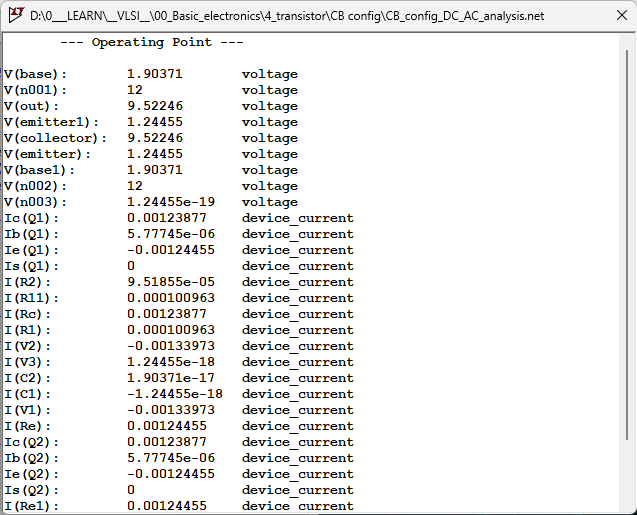 D:\0___LEARN\__VLSI__\00_Basic_electronics\4_transistor\CB config\CB_config_DC_AC_analysis.net
--- Operating Point ---
V(base): 1.90371 voltage
V(n001): 12 voltage
V(out): 9.52246 voltage
V(emitter1): 1.24455 voltage
V(collector): 9.52246 voltage
V(emitter): 1.24455 voltage
V(base1): 1.90371 voltage
V(n002): 12 voltage
V(n003): 1.24455e-19 voltage
Ic(Q1): 0.00123877 device_current
Ib(Q1): 5.77745e-06 device_current
Ie(Q1): -0.00124455 device_current
Is(Q1): 0 device_current
I(R2): 9.51855e-05 device_current
I(R11): 0.000100963 device_current
I(Rc): 0.00123877 device_current
I(R1): 0.000100963 device_current
I(V2): -0.00133973 device_current
I(V3): 1.24455e-18 device_current
I(C2): 1.90371e-17 device_current
I(C1): -1.24455e-18 device_current
I(V1): -0.00133973 device_current
I(Re): 0.00124455 device_current
Ic(Q2): 0.00123877 device_current
Ib(Q2): 5.77745e-06 device_current
Ie(Q2): -0.00124455 device_current
Is(Q2): 0 device_current
I(Re1): 0.00124455 device_current